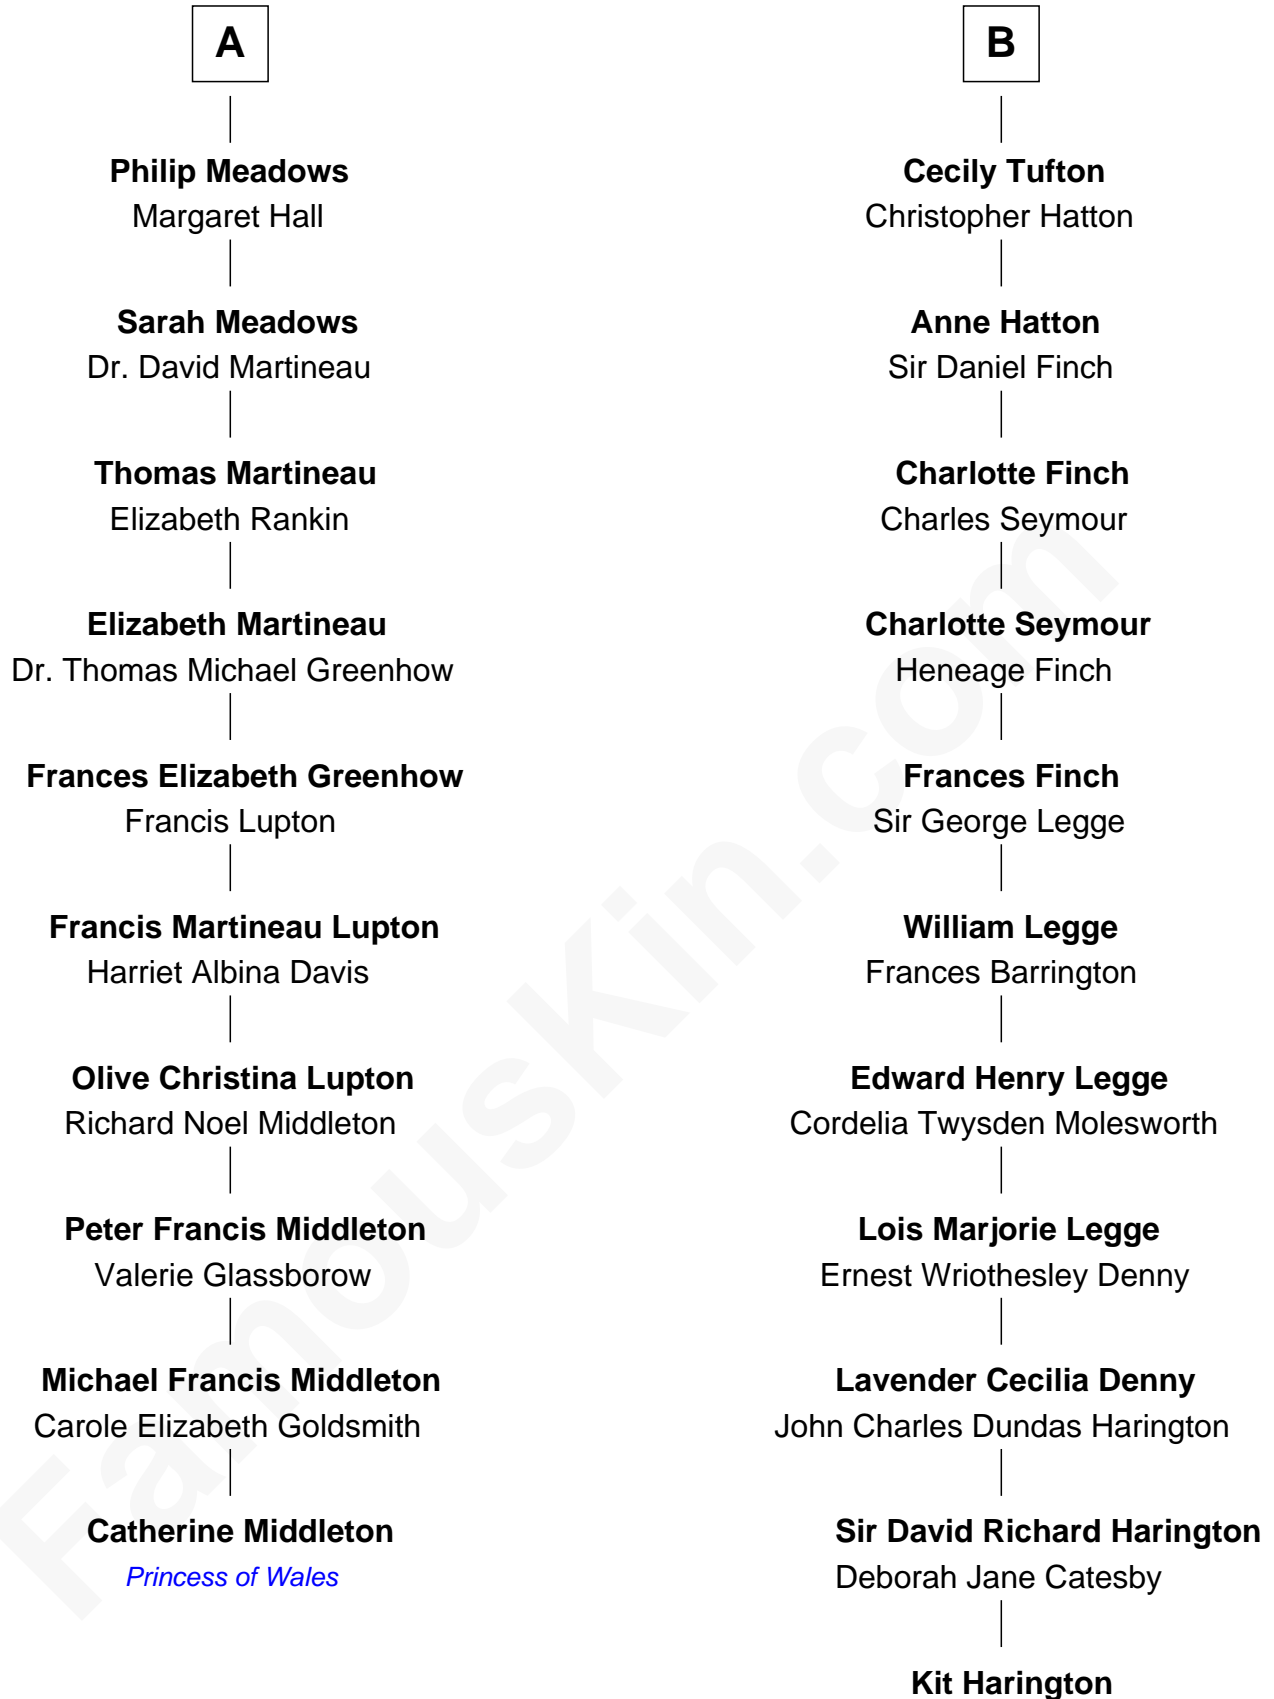 A
Philip Meadows
Margaret Hall
Sarah Meadows
Dr. David Martineau
Thomas Martineau
Elizabeth Rankin
Elizabeth Martineau
Dr. Thomas Michael Greenhow
Frances Elizabeth Greenhow
Francis Lupton
Francis Martineau Lupton
Harriet Albina Davis
Olive Christina Lupton
Richard Noel Middleton
Peter Francis Middleton
Valerie Glassborow
Michael Francis Middleton
Carole Elizabeth Goldsmith
Catherine Middleton
Princess of Wales
B
Cecily Tufton
Christopher Hatton
Anne Hatton
Sir Daniel Finch
Charlotte Finch
Charles Seymour
Charlotte Seymour
Heneage Finch
Frances Finch
Sir George Legge
William Legge
Frances Barrington
Edward Henry Legge
Cordelia Twysden Molesworth
Lois Marjorie Legge
Ernest Wriothesley Denny
Lavender Cecilia Denny
John Charles Dundas Harington
Sir David Richard Harington
Deborah Jane Catesby
Kit Harington
FamousKin.com